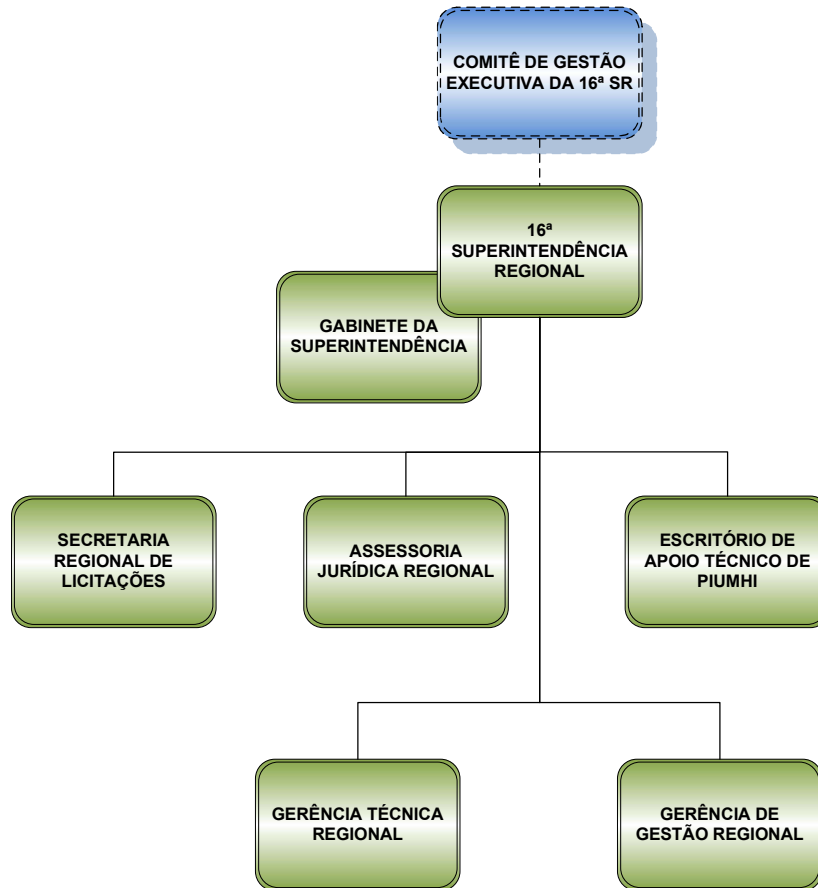 COMITÊ DE GESTÃO
EXECUTIVA DA 16ª SR
16ª
SUPERINTENDÊNCIA
REGIONAL
GABINETE DA
SUPERINTENDÊNCIA
SECRETARIA
REGIONAL DE
LICITAÇÕES
ASSESSORIA
JURÍDICA REGIONAL
ESCRITÓRIO DE
APOIO TÉCNICO DE
PIUMHI
GERÊNCIA TÉCNICA
REGIONAL
GERÊNCIA DE
GESTÃO REGIONAL